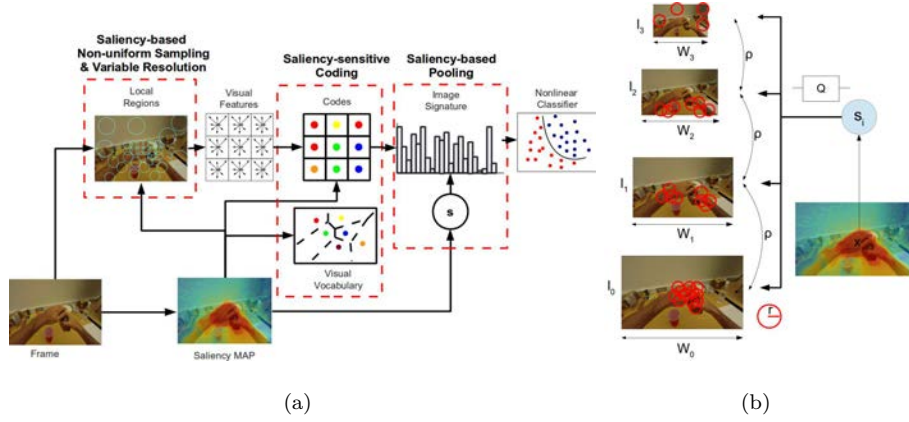 Saliency-based
Non-uniform Sampling
& Variable Resolution
Local
Regions
Visual
Features
Saliency-sensitive
Coding
Codes
Visual
Vocabulary
Saliency-based
Pooling
Image
Signature
s
Nonlinear
Classifier
Frame
Saliency MAP
(a)
I3
W3
ρ
I2
W2
Q
Si
ρ
I1
W1
ρ
x
I0
W0
r
(b)